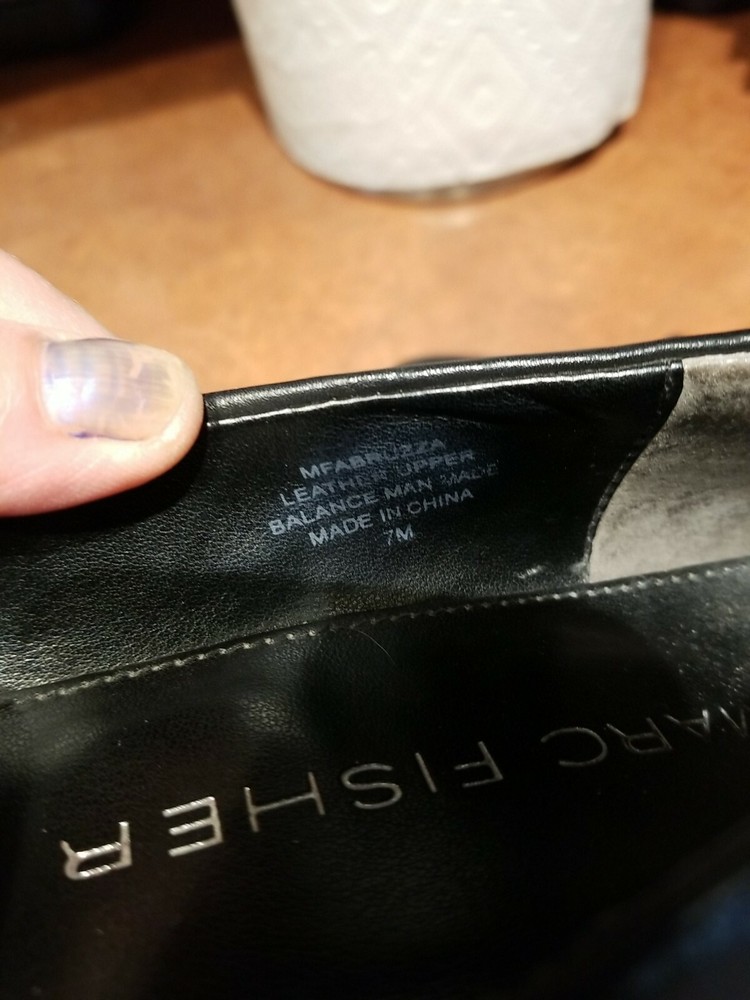 MFABRUZZA
LEATHER UPPER
BALANCE MAN MADE
MADE IN CHINA
7M
MARC FISHER